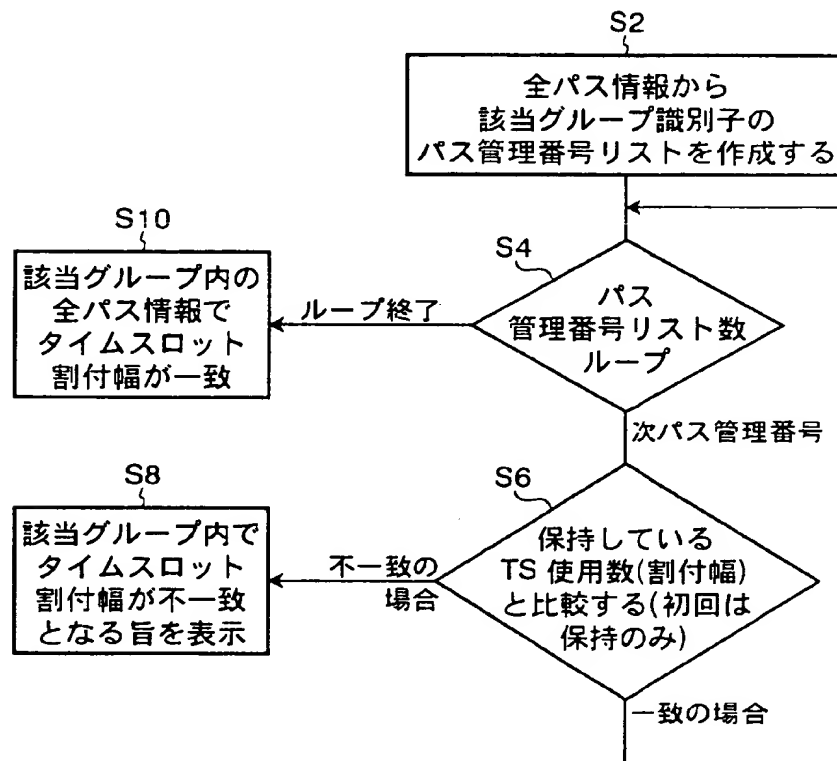 S2
全パス情報から
該当グループ識別子の
パス管理番号リストを作成する
S10
該当グループ内の
全パス情報で
タイムスロット
割付幅が一致
ループ終了
S4
パス
管理番号リスト数
ループ
次パス管理番号
S8
該当グループ内で
タイムスロット
割付幅が不一致
となる旨を表示
不一致の
場合
S6
保持している
TS 使用数(割付幅)
と比較する(初回は
保持のみ)
一致の場合